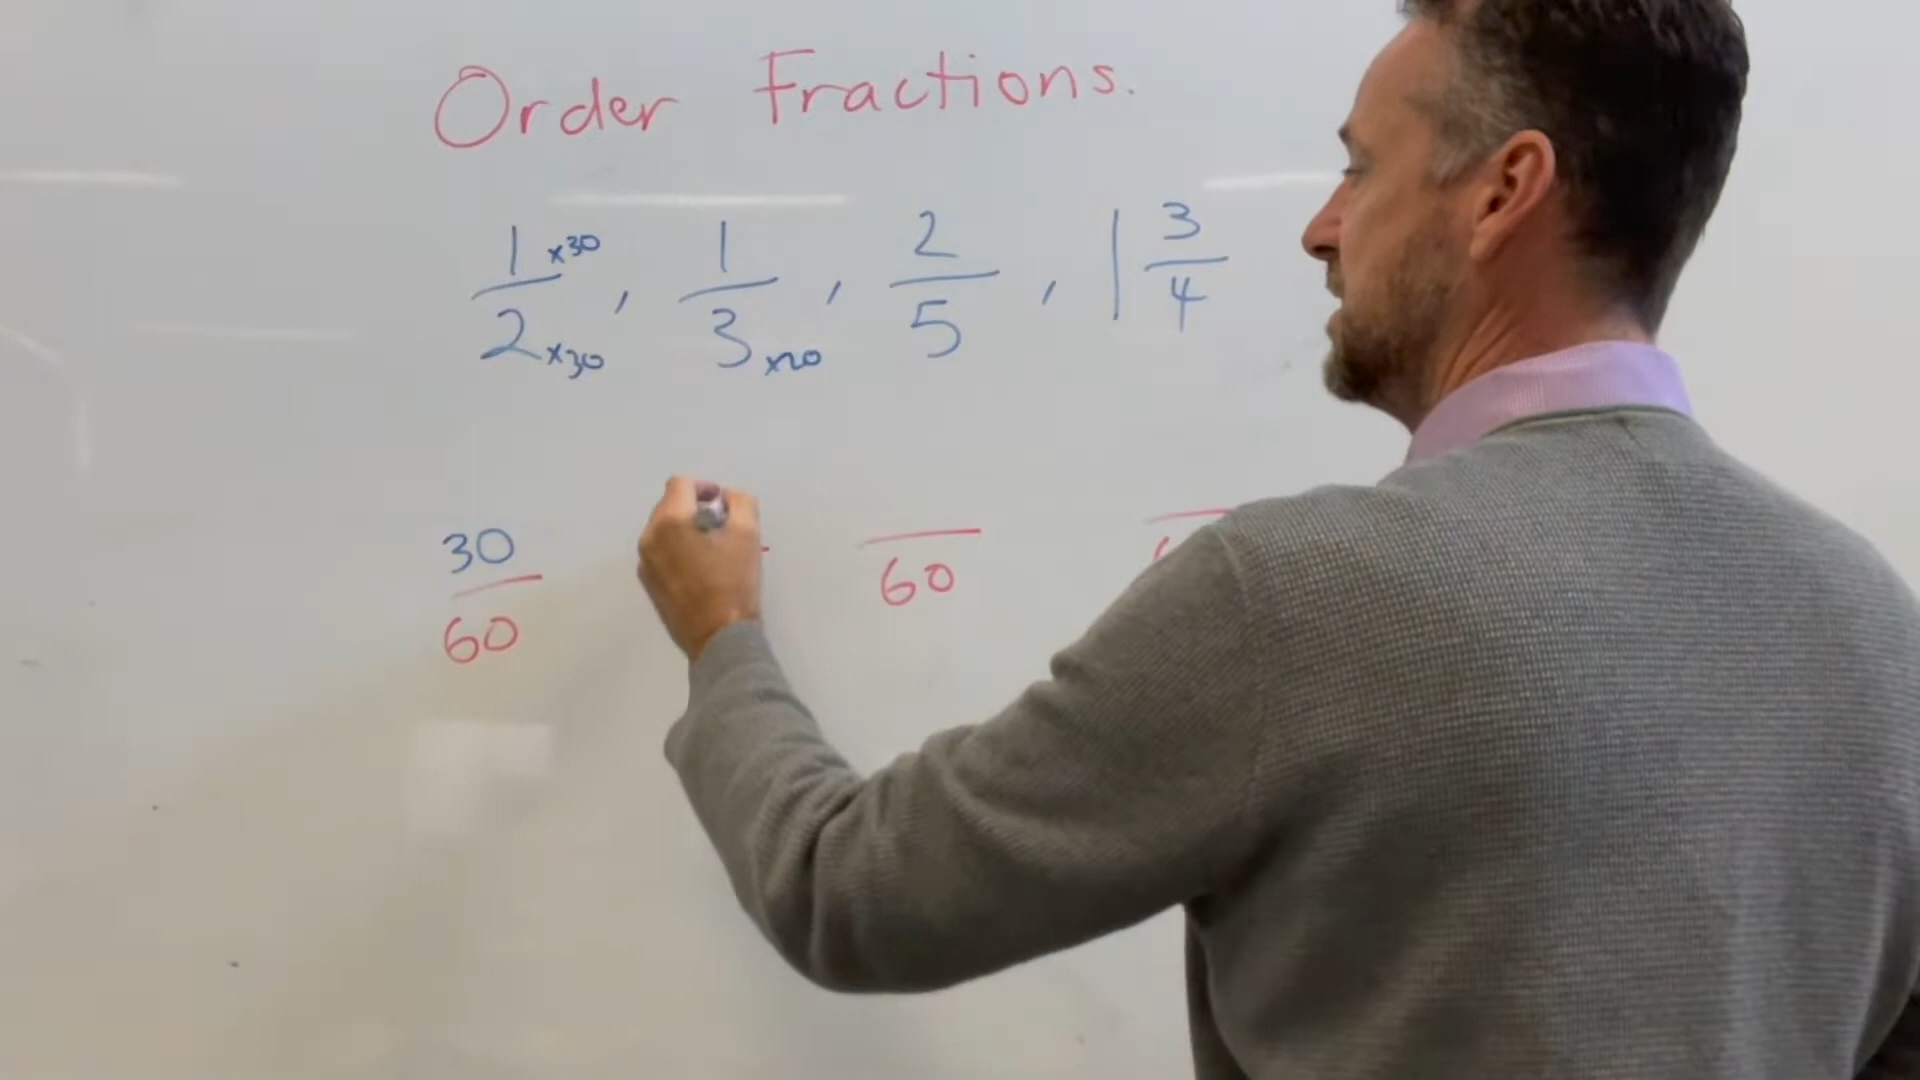 Order Fractions.
1 x30 / 2 x30 , 1 / 3 x20 , 2 / 5 , 1 3 / 4
30 / 60 60